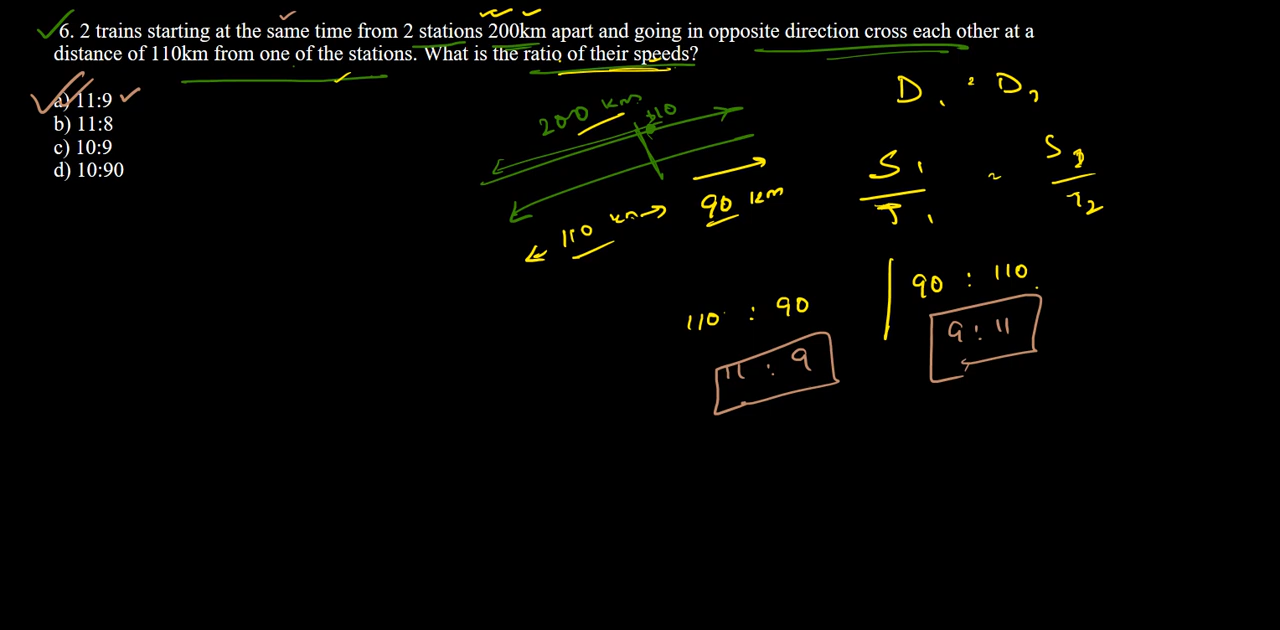 6. 2 trains starting at the same time from 2 stations 200km apart and going in opposite direction cross each other at a
distance of 110km from one of the stations. What is the ratio of their speeds?
a) 11:9
b) 11:8
c) 10:9
d) 10:90
200 km
110
110 km
90 km
D1 : D2
S1/T1 = S2/T2
110 : 90
11 : 9
90 : 110
9 : 11